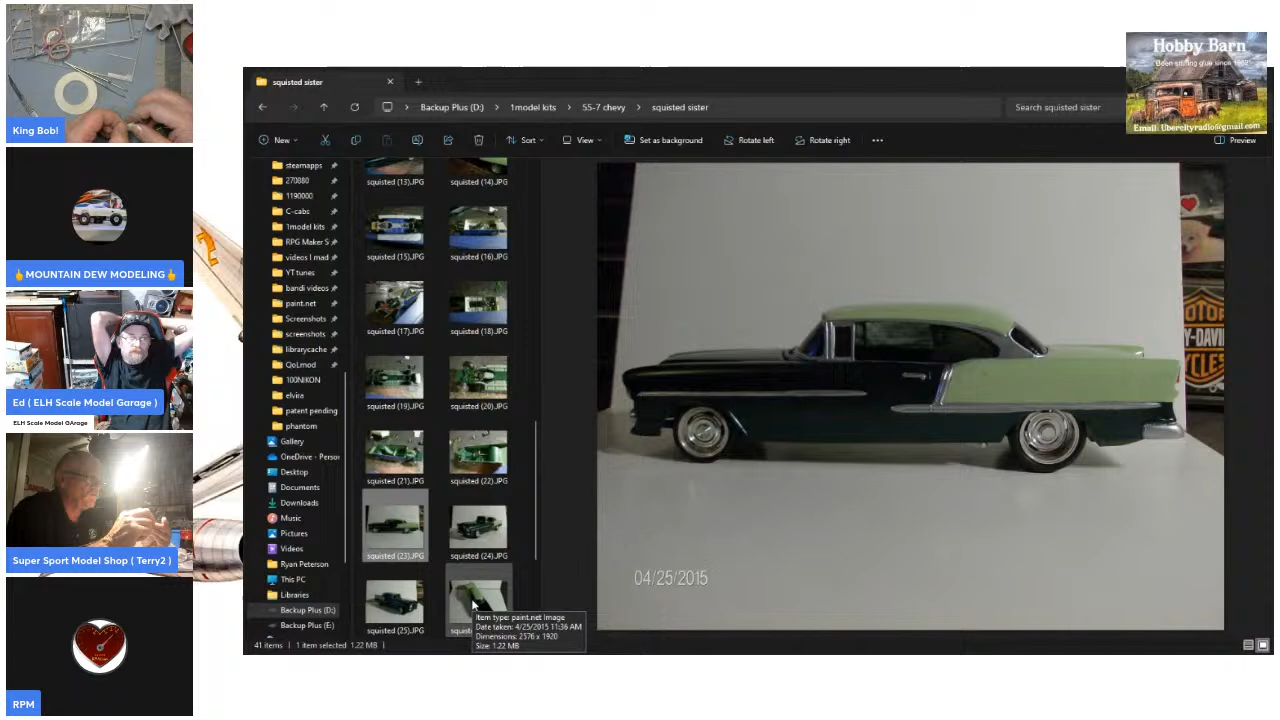 King Bob!
👆MOUNTAIN DEW MODELING👆
Ed ( ELH Scale Model Garage )
ELH Scale Model GArage
Super Sport Model Shop ( Terry2 )
RPM
Hobby Barn
Been sniffing glue since 1962
Email: Ubercityradio@gmail.com
squisted sister
Backup Plus (D:) > 1model kits > 55-7 chevy > squisted sister
Search squisted sister
New
Sort
View
Set as background
Rotate left
Rotate right
Preview
steamapps
270880
1190000
C-cabs
1model kits
RPG Maker S
videos I mad
YT tunes
bandi videos
paint.net
Screenshots
screenshots
librarycache
QoLmod
100NIKON
elvira
patent pending
phantom
Gallery
OneDrive - Person
Desktop
Documents
Downloads
Music
Pictures
Videos
Ryan Peterson
This PC
Libraries
Backup Plus (D:)
Backup Plus (E:)
squisted (13).JPG
squisted (14).JPG
squisted (15).JPG
squisted (16).JPG
squisted (17).JPG
squisted (18).JPG
squisted (19).JPG
squisted (20).JPG
squisted (21).JPG
squisted (22).JPG
squisted (23).JPG
squisted (24).JPG
squisted (25).JPG
Item type: paint.net Image
Date taken: 4/25/2015 11:36 AM
Dimensions: 2576 x 1920
Size: 1.22 MB
41 items
1 item selected 1.22 MB
04/25/2015